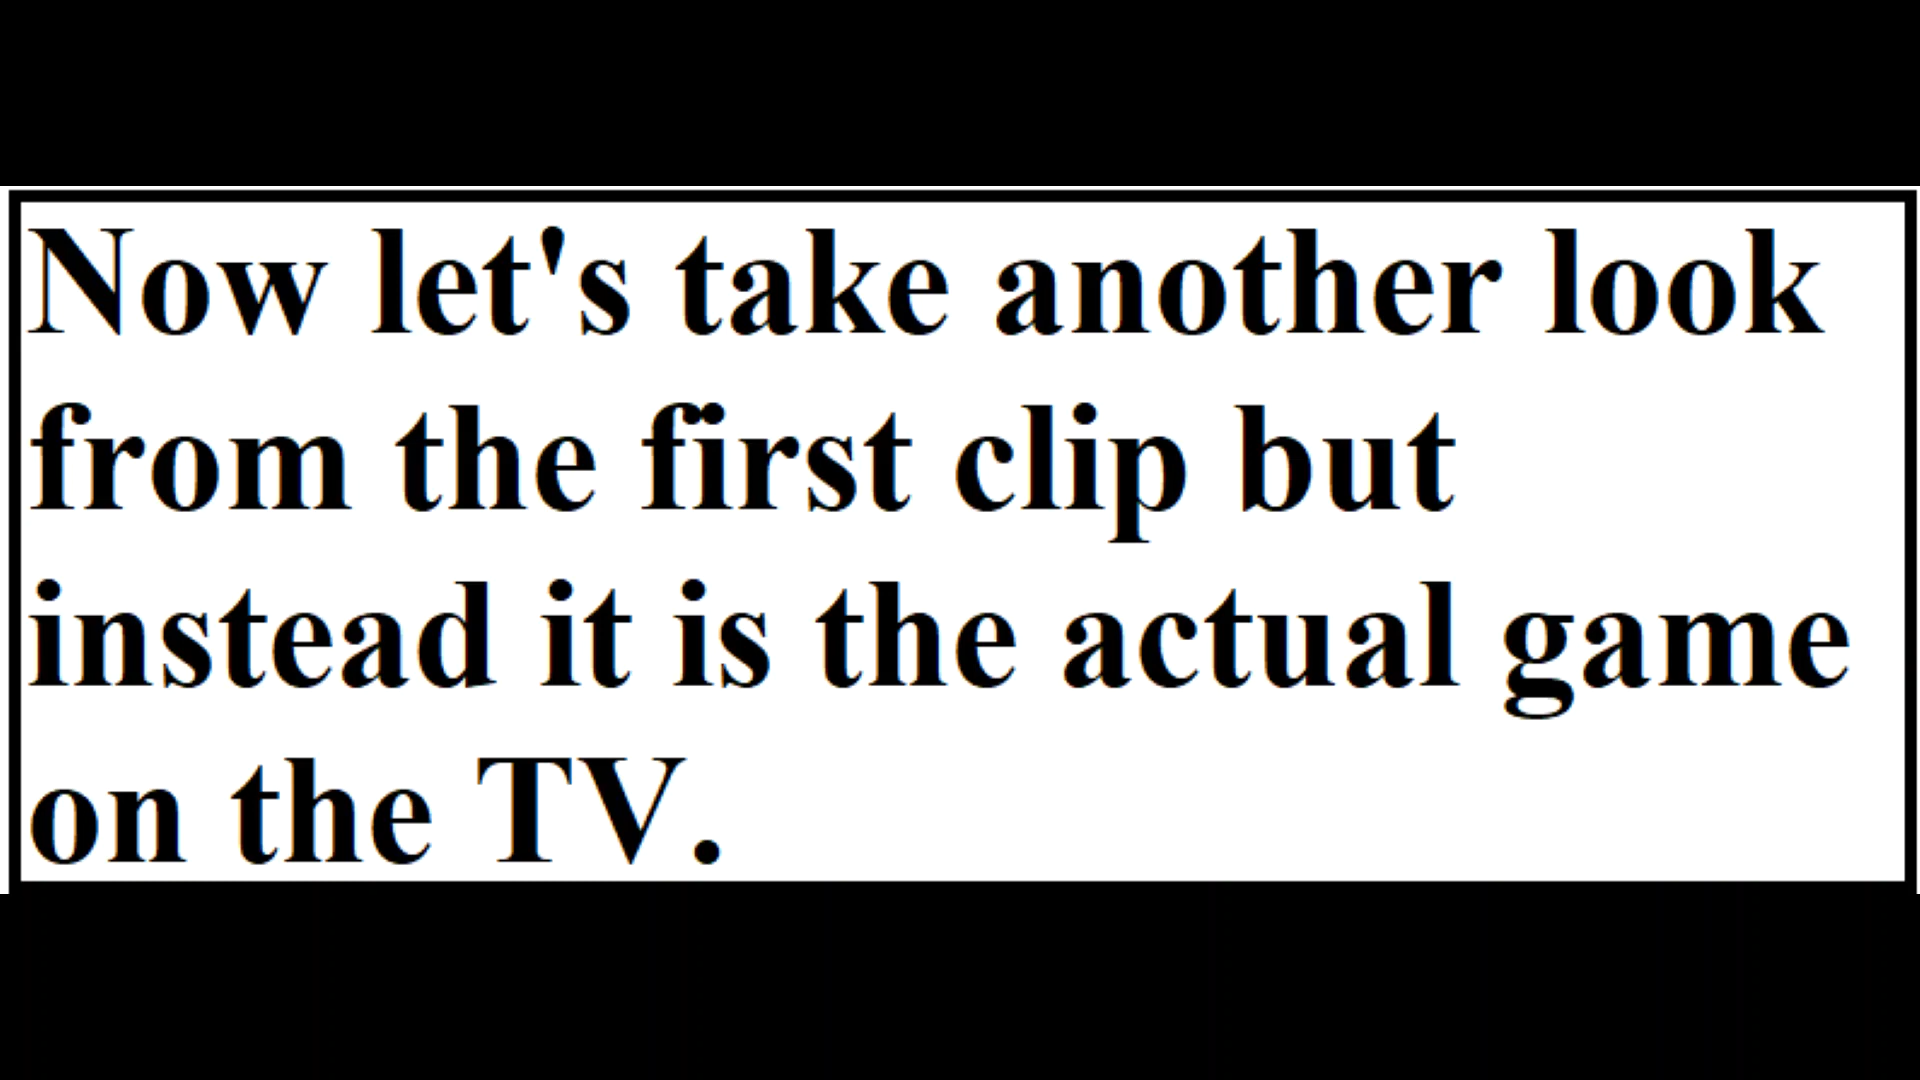 Now let's take another look
from the first clip but
instead it is the actual game
on the TV.